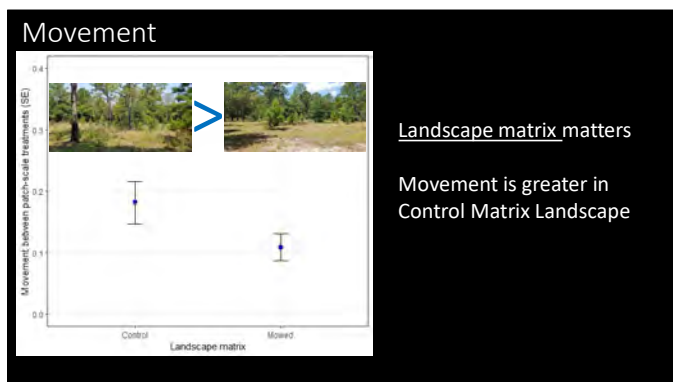 Movement
Movement between patch-scale treatments (SE)
0.4
0.3
0.2
0.1
0.0
>
Control
Mowed
Landscape matrix
Landscape matrix matters
Movement is greater in
Control Matrix Landscape